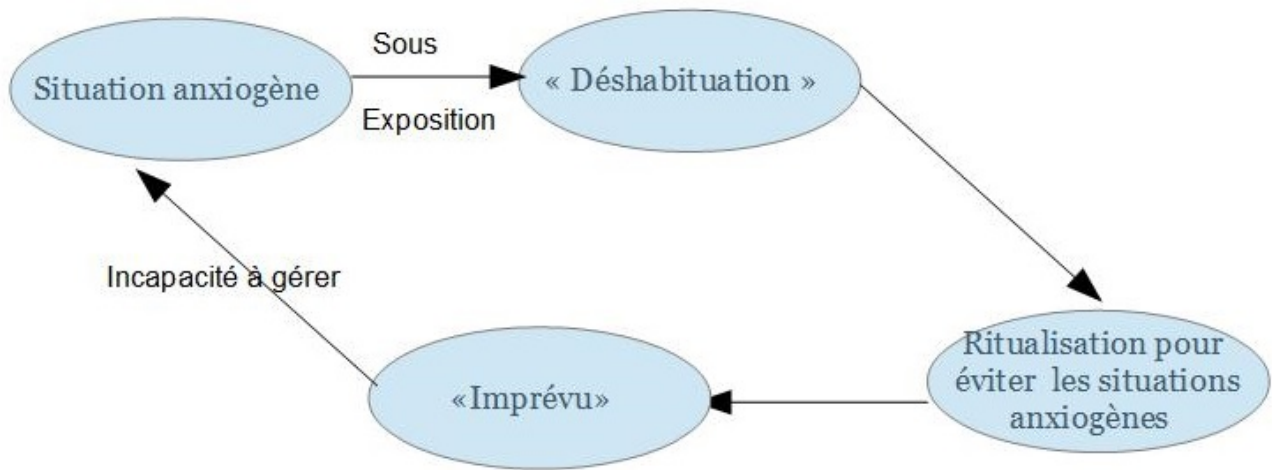 Situation anxiogène
Sous
Exposition
« Déshabituation »
Ritualisation pour
éviter les situations
anxiogènes
«Imprévu»
Incapacité à gérer